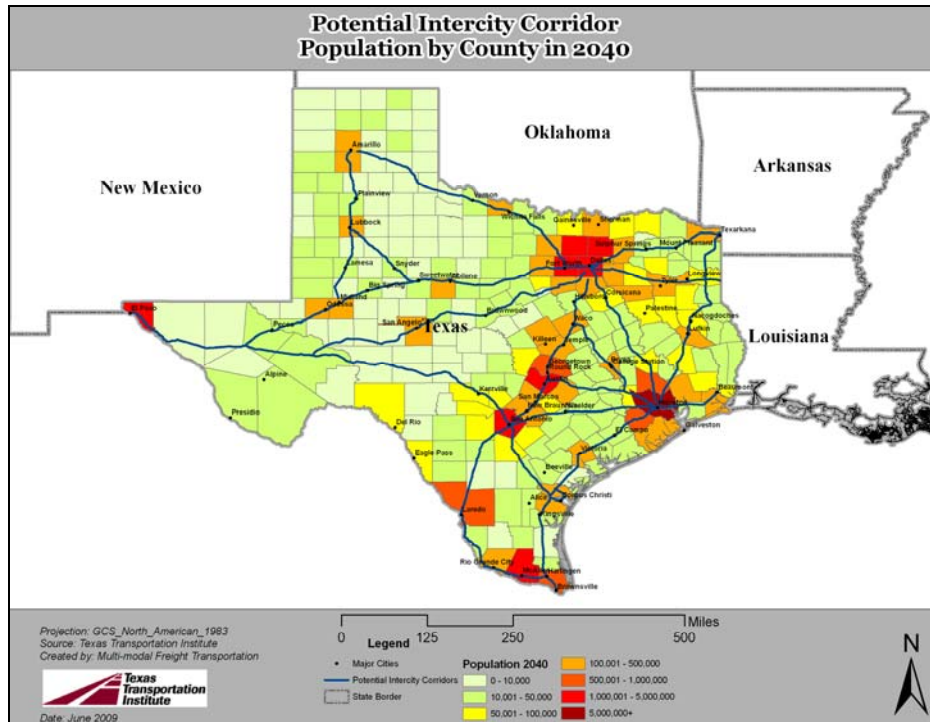 Potential Intercity Corridor
Population by County in 2040
Oklahoma
Arkansas
New Mexico
Louisiana
Texas
Amarillo
Plainview
Lubbock
Lamesa
Snyder
Big Spring
Sweetwater
Abilene
Midland
Odessa
Pecos
El Paso
San Angelo
Brownwood
Vernon
Wichita Falls
Gainesville
Sherman
Sulphur Springs
Mount Pleasant
Texarkana
Fort Worth
Dallas
Longview
Tyler
Hillsboro
Corsicana
Palestine
Nacogdoches
Lufkin
Waco
Killeen
Temple
Georgetown
Round Rock
Bryan
College Station
Beaumont
Alpine
Presidio
Kerrville
San Marcos
New Braunfels
San Antonio
Del Rio
Eagle Pass
El Campo
Galveston
Victoria
Beeville
Alice
Corpus Christi
Kingsville
Laredo
Rio Grande City
McAllen
Harlingen
Brownsville
Projection: GCS_North_American_1983
Source: Texas Transportation Institute
Created by: Multi-modal Freight Transportation
Texas
Transportation
Institute
Date: June 2009
Miles
0 125 250 500
Legend
Major Cities
Potential Intercity Corridors
State Border
Population 2040
0 - 10,000
10,001 - 50,000
50,001 - 100,000
100,001 - 500,000
500,001 - 1,000,000
1,000,001 - 5,000,000
5,000,000+
N